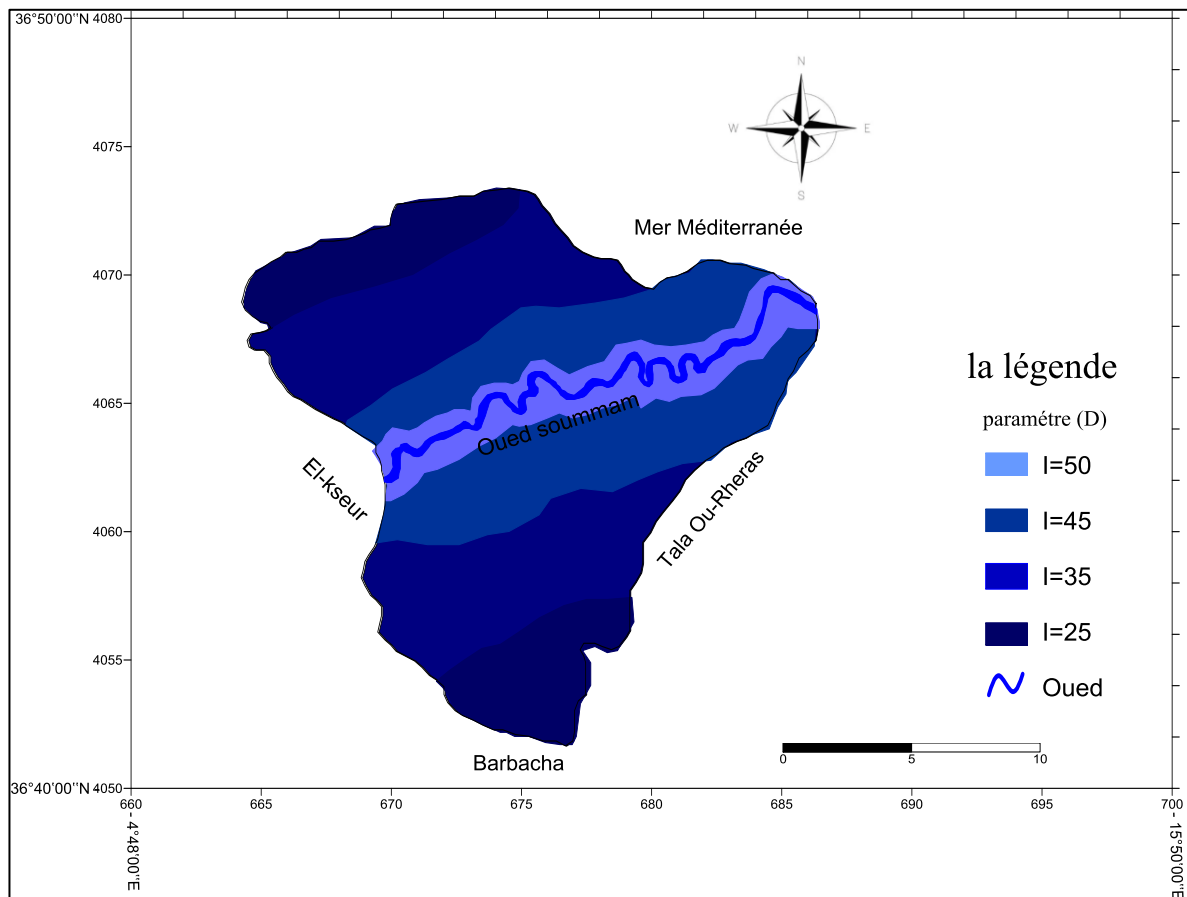 36°50'00''N
4080
4075
4070
4065
4060
4055
36°40'00''N
4050
660
665
670
675
680
685
690
695
700
- 4°48'00''E
- 15°50'00''E
N
W
E
S
Mer Méditerranée
Oued soummam
El-kseur
Tala Ou-Rheras
Barbacha
la légende
paramétre (D)
I=50
I=45
I=35
I=25
Oued
0
5
10